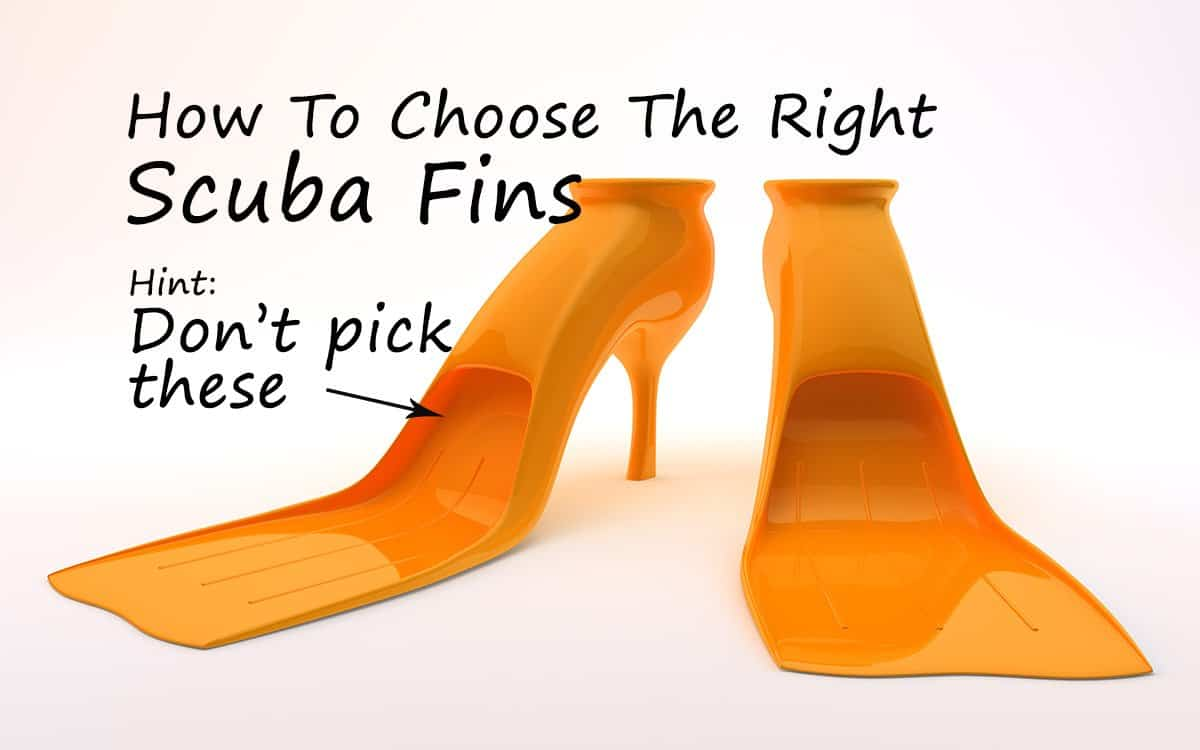 How To Choose The Right
Scuba Fins
Hint:
Don't pick
these